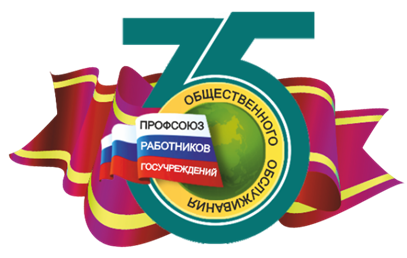 75
ПРОФСОЮЗ
РАБОТНИКОВ
ГОСУЧРЕЖДЕНИЙ
ОБЩЕСТВЕННОГО ОБСЛУЖИВАНИЯ